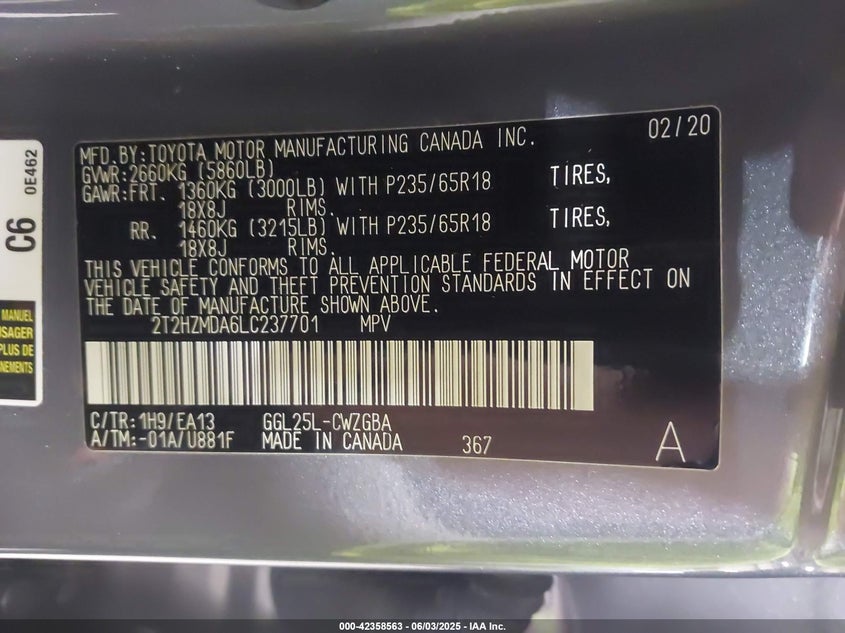 MFD.BY:TOYOTA MOTOR MANUFACTURING CANADA INC. 02/20
GVWR:2660KG (5860LB)
GAWR:FRT. 1360KG (3000LB) WITH P235/65R18 TIRES,
18X8J RIMS.
RR. 1460KG (3215LB) WITH P235/65R18 TIRES,
18X8J RIMS.
THIS VEHICLE CONFORMS TO ALL APPLICABLE FEDERAL MOTOR
VEHICLE SAFETY AND THEFT PREVENTION STANDARDS IN EFFECT ON
THE DATE OF MANUFACTURE SHOWN ABOVE.
2T2HZMDA6LC237701 MPV
C/TR:1H9/EA13 GGL25L-CWZGBA
A/TM:-01A/U881F MADE IN CANADA 367 A
C6
0E462
MANUEL
PLUS DE
000-42358563 - 06/03/2025 - IAA Inc.